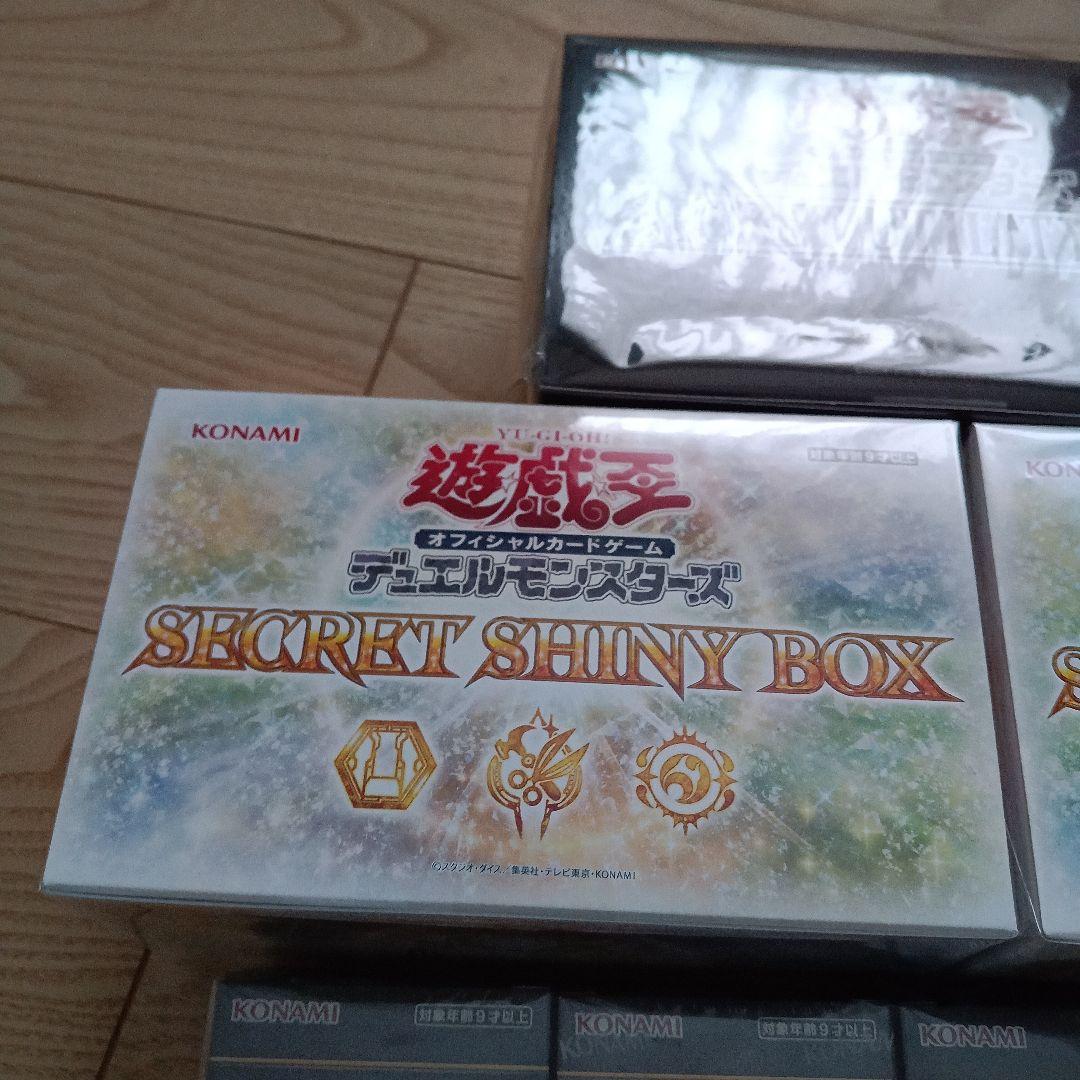 KONAMI
YU-GI-OH!
対象年齢9才以上
遊戯王
オフィシャルカードゲーム
デュエルモンスターズ
SECRET SHINY BOX
©スタジオ・ダイス/集英社・テレビ東京・KONAMI
KON
S
KONAMI
対象年齢9才以上
KONAMI
対象年齢9才以上
KONAMI